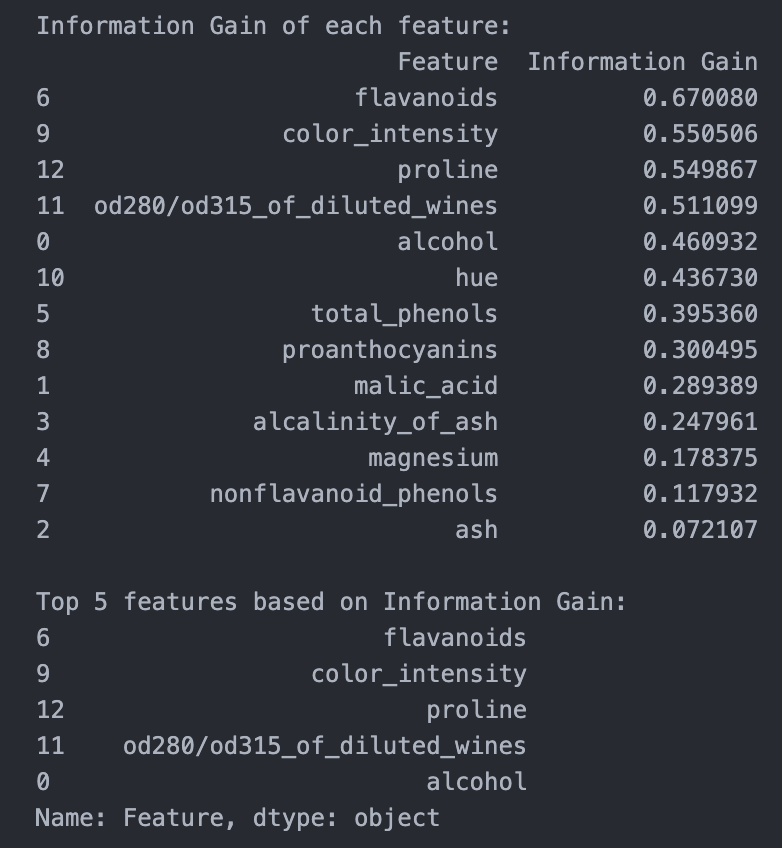 Information Gain of each feature:
                         Feature  Information Gain
6                     flavanoids          0.670080
9                color_intensity          0.550506
12                       proline          0.549867
11  od280/od315_of_diluted_wines          0.511099
0                        alcohol          0.460932
10                           hue          0.436730
5                  total_phenols          0.395360
8                proanthocyanins          0.300495
1                     malic_acid          0.289389
3              alcalinity_of_ash          0.247961
4                      magnesium          0.178375
7           nonflavanoid_phenols          0.117932
2                            ash          0.072107

Top 5 features based on Information Gain:
6                       flavanoids
9                  color_intensity
12                         proline
11    od280/od315_of_diluted_wines
0                          alcohol
Name: Feature, dtype: object